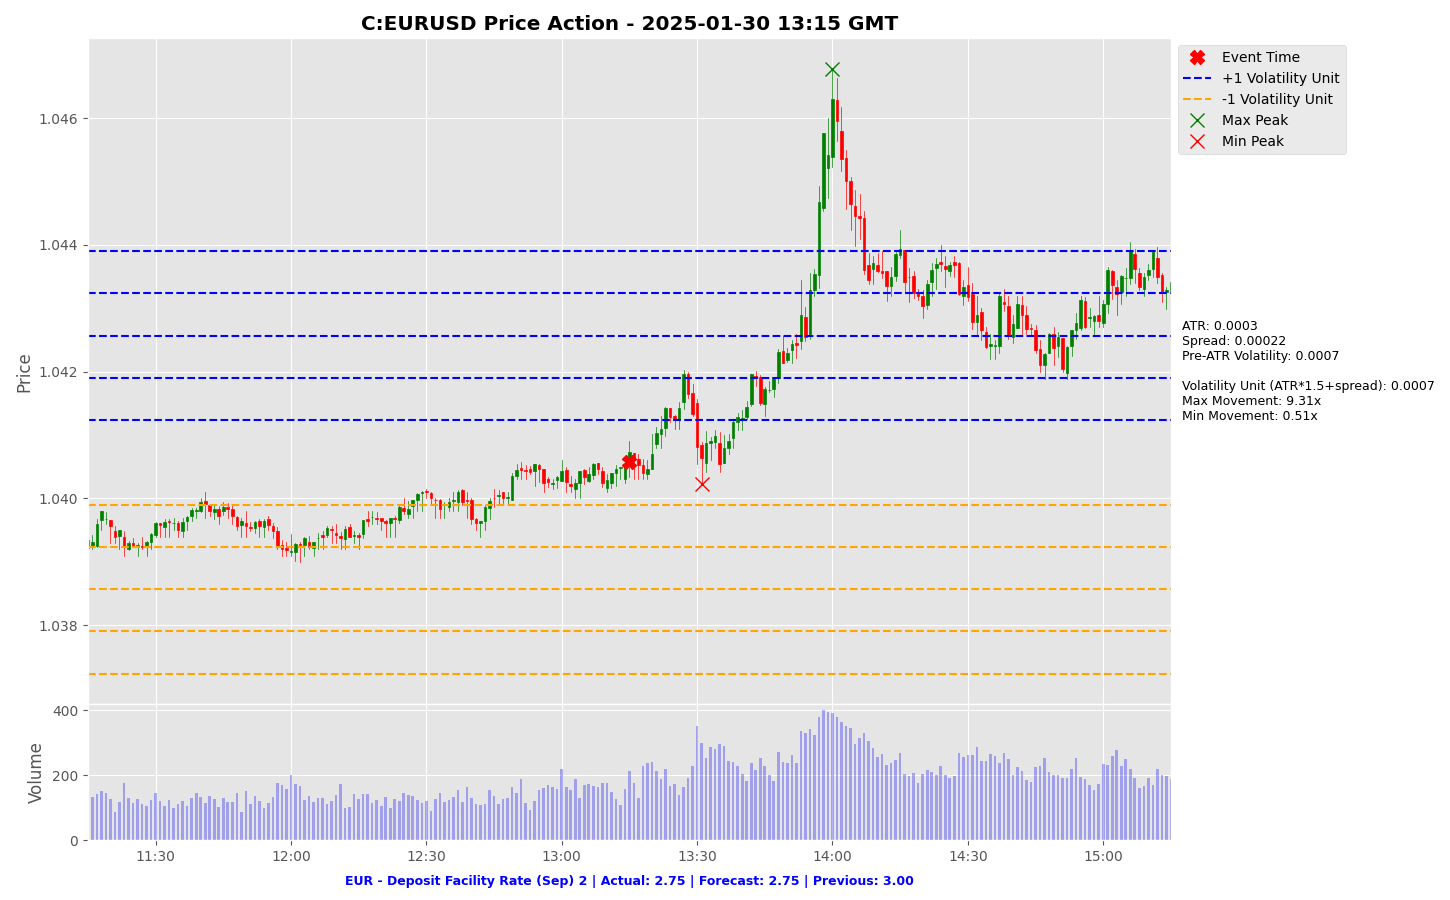 C:EURUSD Price Action - 2025-01-30 13:15 GMT
Event Time
+1 Volatility Unit
-1 Volatility Unit
Max Peak
Min Peak
Price
1.046
1.044
1.042
1.040
1.038
ATR: 0.0003
Spread: 0.00022
Pre-ATR Volatility: 0.0007
Volatility Unit (ATR*1.5+spread): 0.0007
Max Movement: 9.31x
Min Movement: 0.51x
Volume
400
200
0
11:30 12:00 12:30 13:00 13:30 14:00 14:30 15:00
EUR - Deposit Facility Rate (Sep) 2 | Actual: 2.75 | Forecast: 2.75 | Previous: 3.00